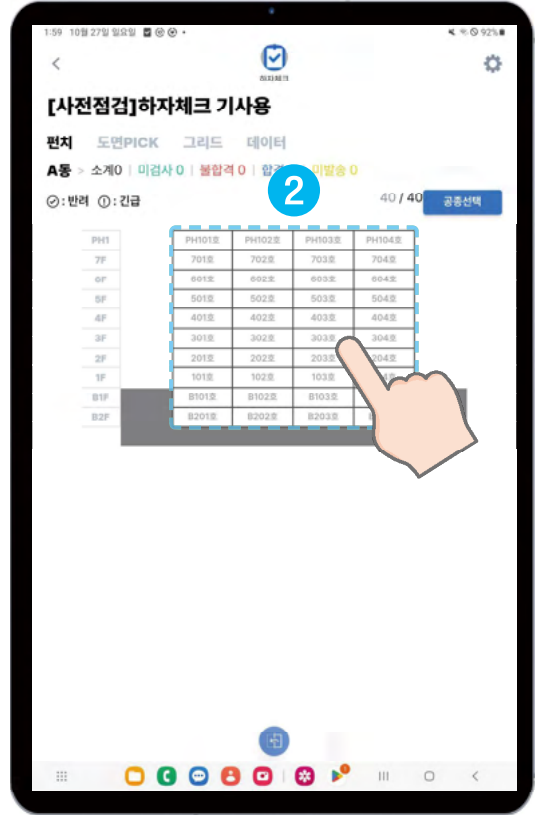 1:59 10월 27일 일요일 92%
하자체크
[사전점검]하자체크 기사용
펀치 도면PICK 그리드 데이터
A동 > 소계0 | 미검사 0 | 불합격 0 | 합격 미발송 0
2
: 반려 : 긴급 40 / 40 공종선택
PH1 PH101호 PH102호 PH103호 PH104호
7F 701호 702호 703호 704호
6F 601호 602호 603호 604호
5F 501호 502호 503호 504호
4F 401호 402호 403호 404호
3F 301호 302호 303호 304호
2F 201호 202호 203호 204호
1F 101호 102호 103호
B1F B101호 B102호 B103호
B2F B201호 B202호 B203호